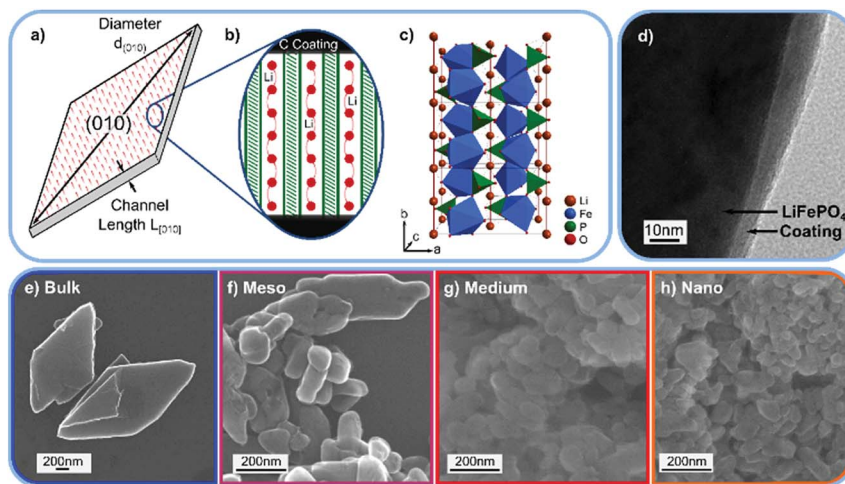 a)
Diameter
d(010)
(010)
Channel
Length L[010]
b)
C Coating
Li
Li
Li
c)
b
c
a
Li
Fe
P
O
d)
LiFePO4
Coating
10nm
e) Bulk
200nm
f) Meso
200nm
g) Medium
200nm
h) Nano
200nm